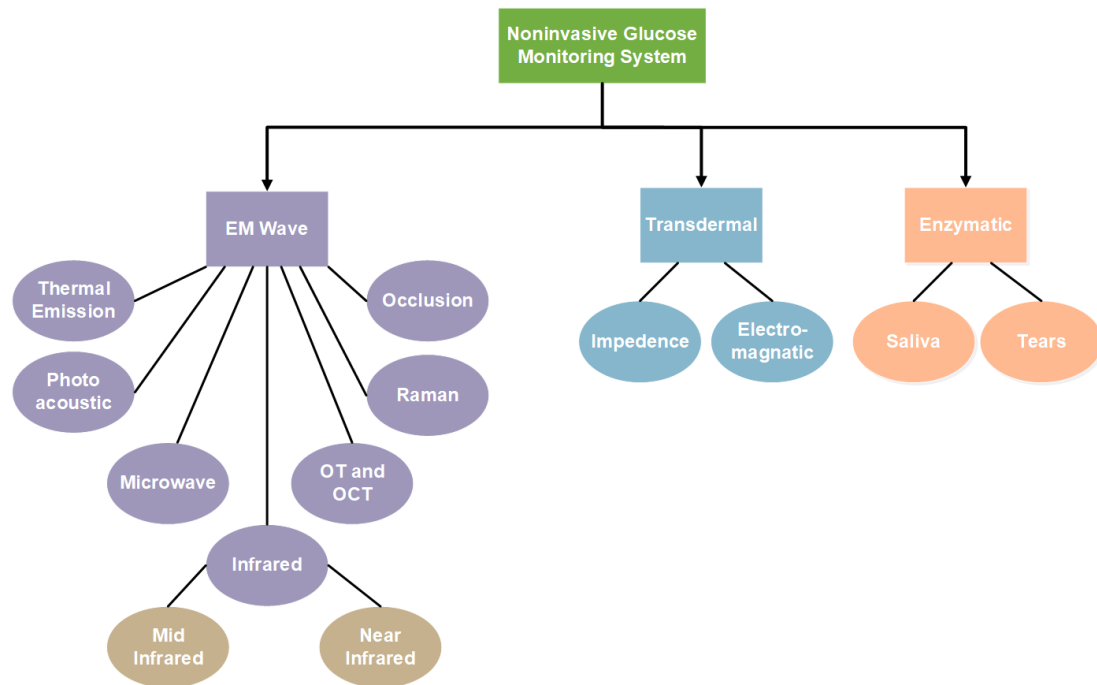 Noninvasive Glucose
Monitoring System
EM Wave
Transdermal
Enzymatic
Thermal
Emission
Occlusion
Impedence
Electro-
magnatic
Saliva
Tears
Photo
acoustic
Raman
Microwave
OT and
OCT
Infrared
Mid
Infrared
Near
Infrared